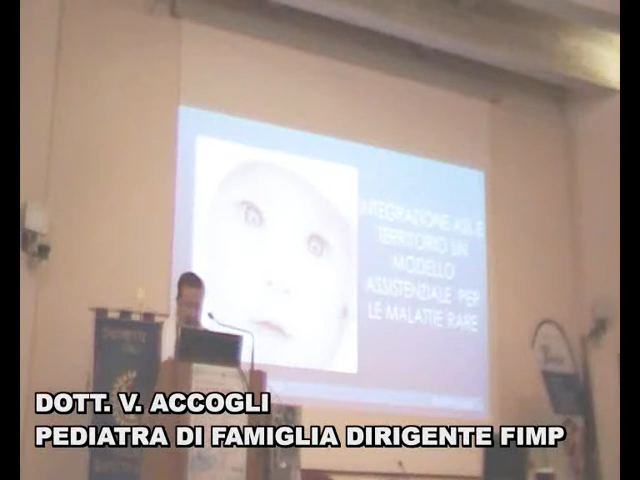 INTEGRAZIONE ASL E
TERRITORIO UN
MODELLO
ASSISTENZIALE PER
LE MALATTIE RARE
DOTT. V. ACCOGLI
PEDIATRA DI FAMIGLIA DIRIGENTE FIMP